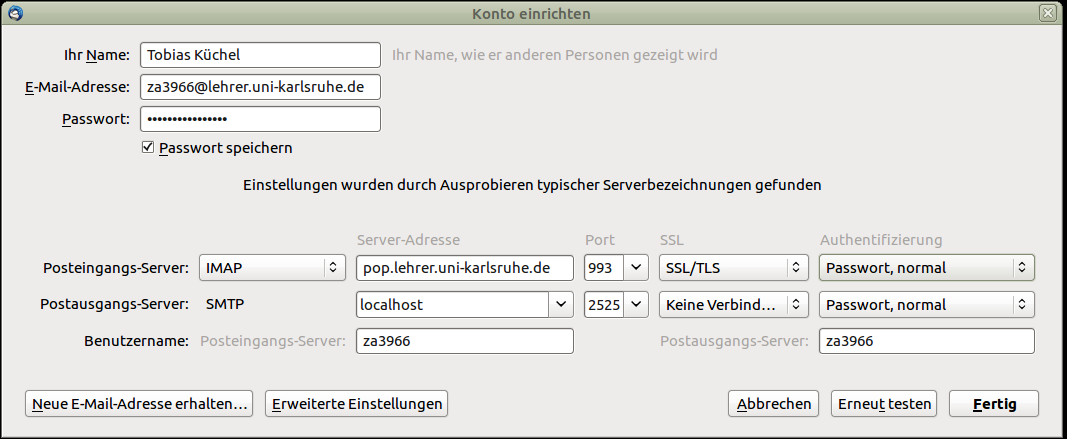 Konto einrichten
Ihr Name: Tobias Küchel Ihr Name, wie er anderen Personen gezeigt wird
E-Mail-Adresse: za3966@lehrer.uni-karlsruhe.de
Passwort: ••••••••••••••••
Passwort speichern
Einstellungen wurden durch Ausprobieren typischer Serverbezeichnungen gefunden
Server-Adresse Port SSL Authentifizierung
Posteingangs-Server: IMAP pop.lehrer.uni-karlsruhe.de 993 SSL/TLS Passwort, normal
Postausgangs-Server: SMTP localhost 2525 Keine Verbind... Passwort, normal
Benutzername: Posteingangs-Server: za3966 Postausgangs-Server: za3966
Neue E-Mail-Adresse erhalten... Erweiterte Einstellungen Abbrechen Erneut testen Fertig